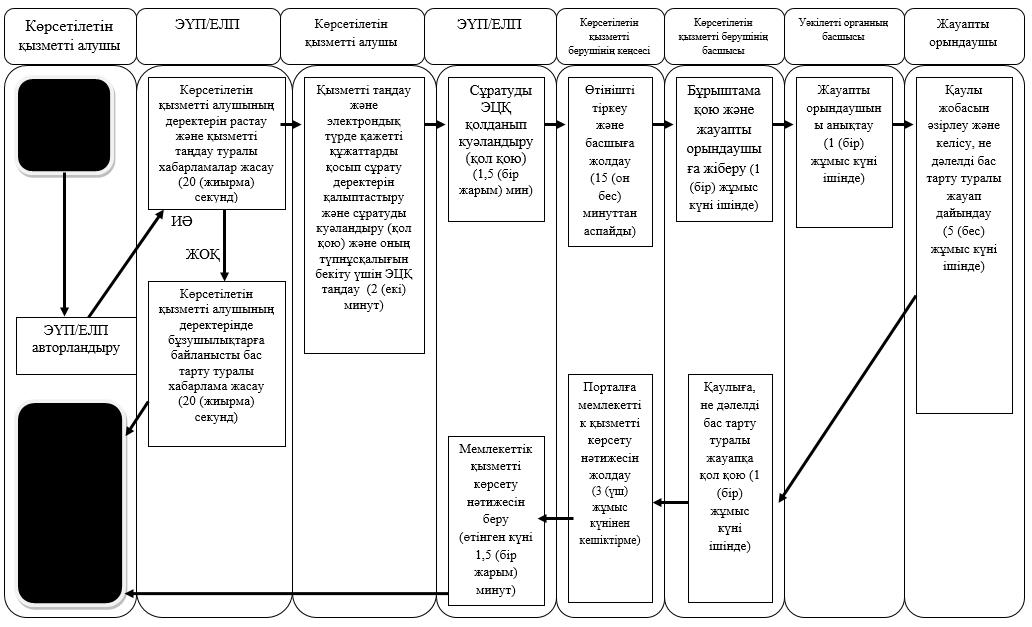 Көрсетілетін
қызметті алушы
ЭҮП/ЕЛП
Көрсетілетін
қызметті алушы
ЭҮП/ЕЛП
Көрсетілетін
қызметті
берушінің кеңсесі
Көрсетілетін
қызметті берушінің
басшысы
Уәкілетті органның
басшысы
Жауапты
орындаушы
Көрсетілетін
қызметті алушының
деректерін растау
және қызметті
таңдау туралы
хабарламалар жасау
(20 (жиырма)
секунд)
Қызметті таңдау
және
электрондық
түрде қажетті
құжаттарды
қосып сұрату
деректерін
қалыптастыру
және сұратуды
куәландыру (қол
қою) және оның
түпнұсқалығын
бекіту үшін ЭЦҚ
таңдау (2 (екі)
минут)
Сұратуды
ЭЦҚ
қолданып
куәландыру
(қол қою)
(1,5 (бір
жарым) мин)
Өтінішті
тіркеу
және
басшыға
жолдау
(15 (он
бес)
минуттан
аспайды)
Бұрыштама
қою және
жауапты
орындаушы
ға жіберу (1
(бір) жұмыс
күні ішінде)
Жауапты
орындаушын
ы анықтау
(1 (бір)
жұмыс күні
ішінде)
Қаулы
жобасын
әзірлеу және
келісу, не
дәлелді бас
тарту туралы
жауап
дайындау
(5 (бес)
жұмыс күні
ішінде)
ИӘ
ЖОҚ
ЭҮП/ЕЛП
авторландыру
Көрсетілетін
қызметті алушының
деректерінде
бұзушылықтарға
байланысты бас
тарту туралы
хабарлама жасау
(20 (жиырма)
секунд)
Мемлекеттік
қызметті
көрсету
нәтижесін
беру
(өтінген күні
1,5 (бір
жарым)
минут)
Порталға
мемлекетті
к қызметті
көрсету
нәтижесін
жолдау
(3 (үш)
жұмыс
күнінен
кешіктірме)
Қаулыға,
не дәлелді
бас тарту
туралы
жауапқа
қол қою (1
(бір)
жұмыс
күні
ішінде)